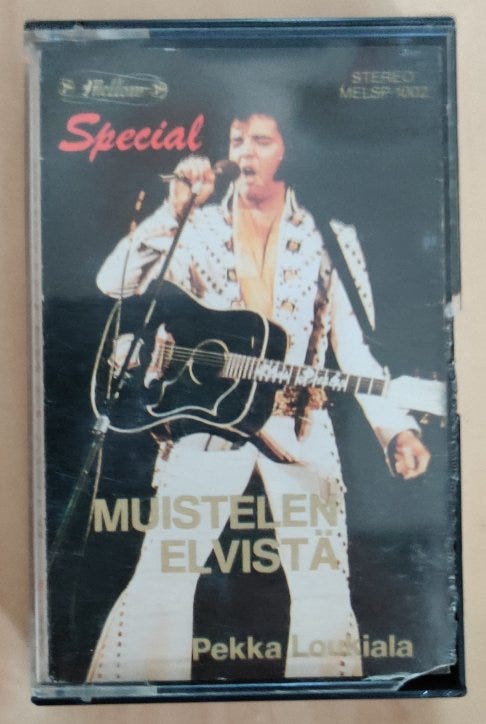 Mellow
STEREO
MELSP 1002
Special
MUISTELEN
ELVISTÄ
Pekka Loukiala